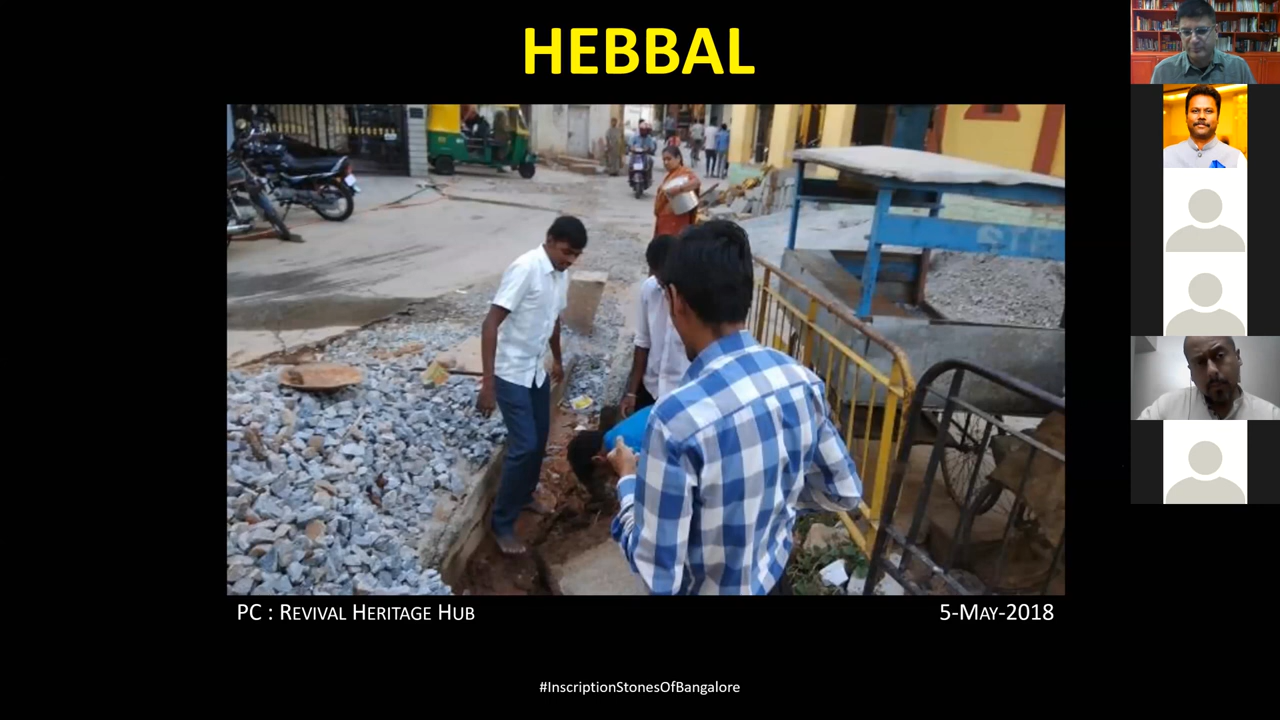 HEBBAL
PC : REVIVAL HERITAGE HUB
5-MAY-2018
#InscriptionStonesOfBangalore